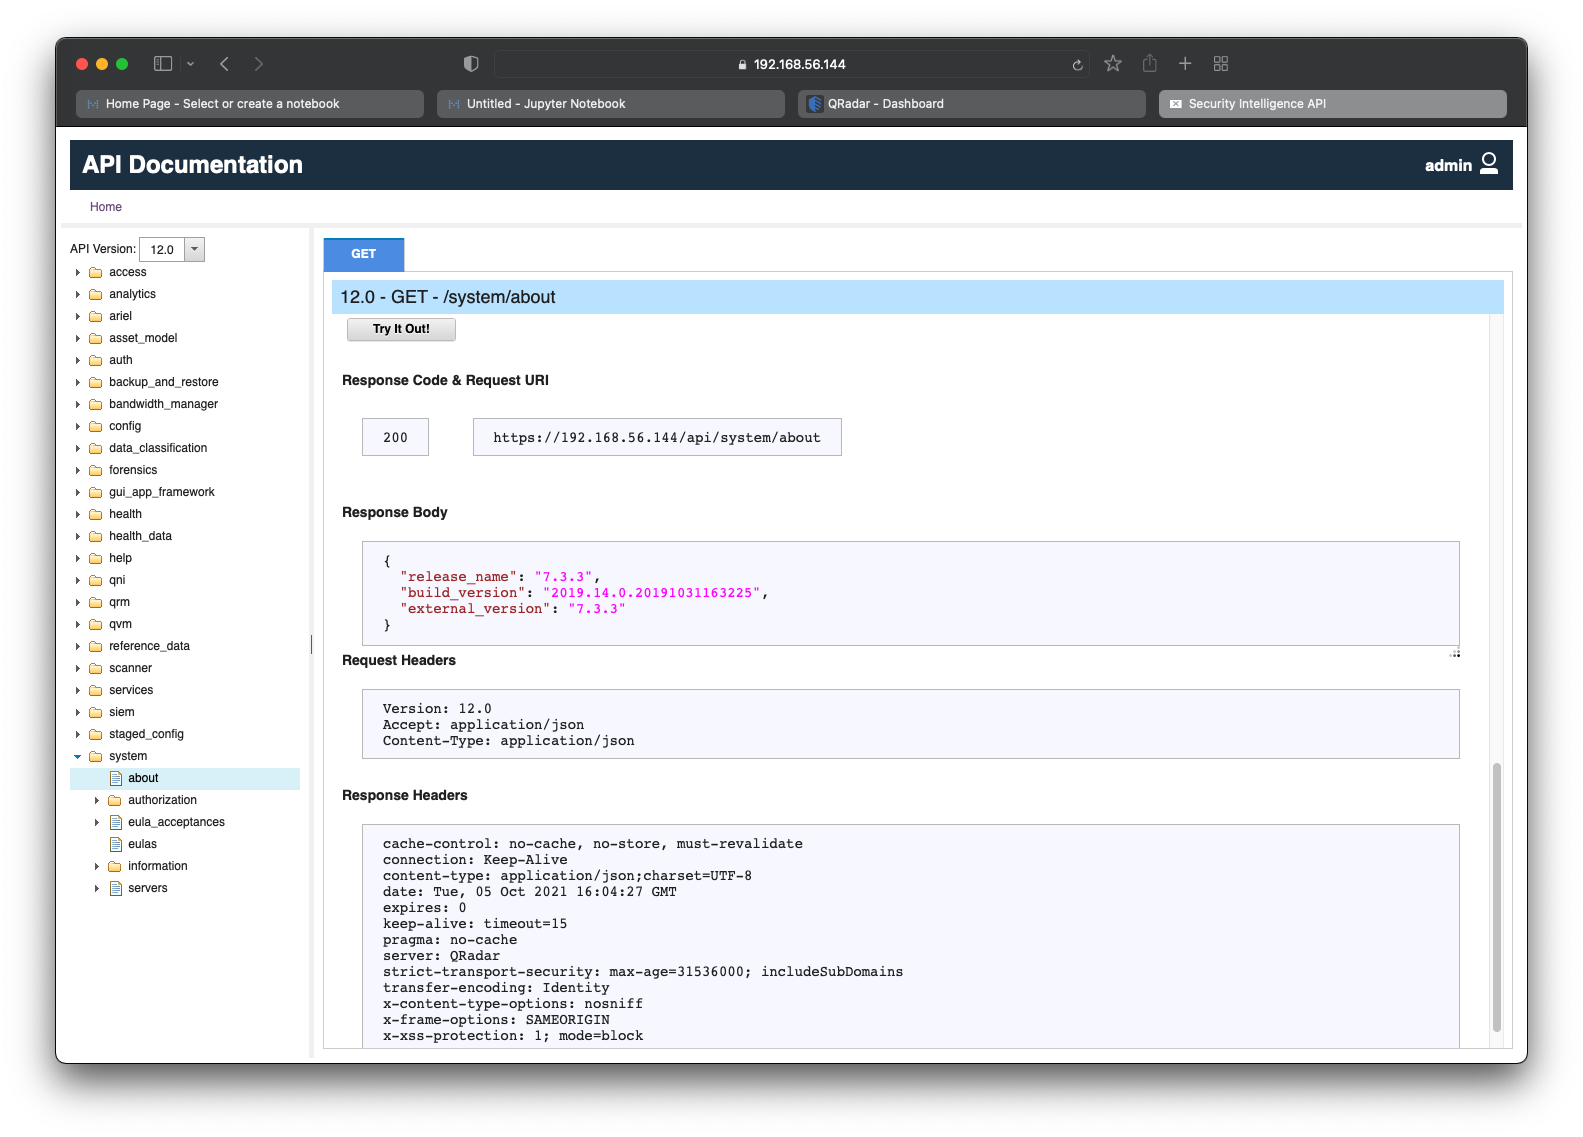 192.168.56.144
Home Page - Select or create a notebook
Untitled - Jupyter Notebook
QRadar - Dashboard
Security Intelligence API
API Documentation
admin
Home
API Version: 12.0
access
analytics
ariel
asset_model
auth
backup_and_restore
bandwidth_manager
config
data_classification
forensics
gui_app_framework
health
health_data
help
qni
qrm
qvm
reference_data
scanner
services
siem
staged_config
system
about
authorization
eula_acceptances
eulas
information
servers
GET
12.0 - GET - /system/about
Try It Out!
Response Code & Request URI
200
https://192.168.56.144/api/system/about
Response Body
{
"release_name": "7.3.3",
"build_version": "2019.14.0.20191031163225",
"external_version": "7.3.3"
}
Request Headers
Version: 12.0
Accept: application/json
Content-Type: application/json
Response Headers
cache-control: no-cache, no-store, must-revalidate
connection: Keep-Alive
content-type: application/json;charset=UTF-8
date: Tue, 05 Oct 2021 16:04:27 GMT
expires: 0
keep-alive: timeout=15
pragma: no-cache
server: QRadar
strict-transport-security: max-age=31536000; includeSubDomains
transfer-encoding: Identity
x-content-type-options: nosniff
x-frame-options: SAMEORIGIN
x-xss-protection: 1; mode=block